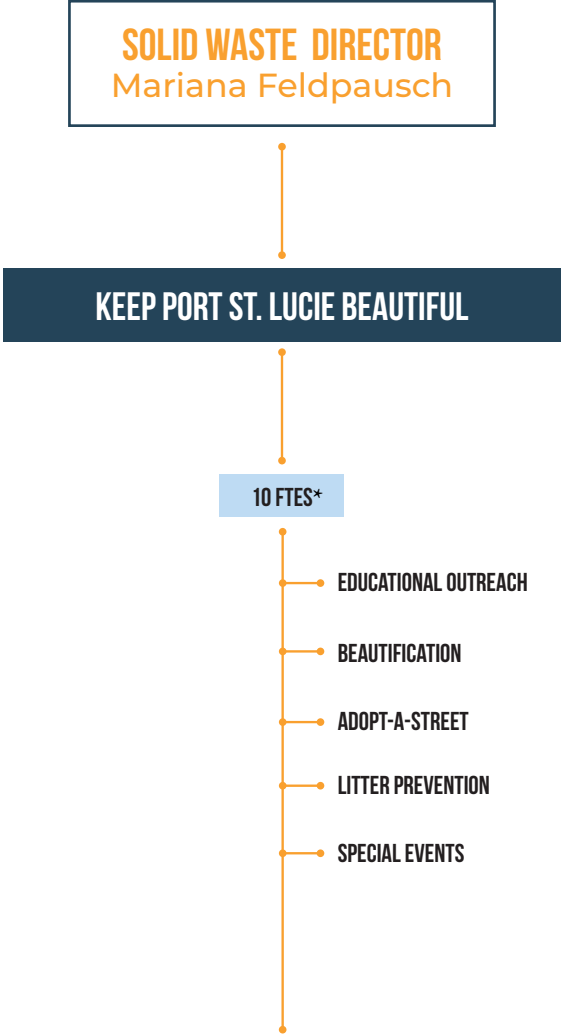 SOLID WASTE DIRECTOR
Mariana Feldpausch
KEEP PORT ST. LUCIE BEAUTIFUL
10 FTES*
EDUCATIONAL OUTREACH
BEAUTIFICATION
ADOPT-A-STREET
LITTER PREVENTION
SPECIAL EVENTS